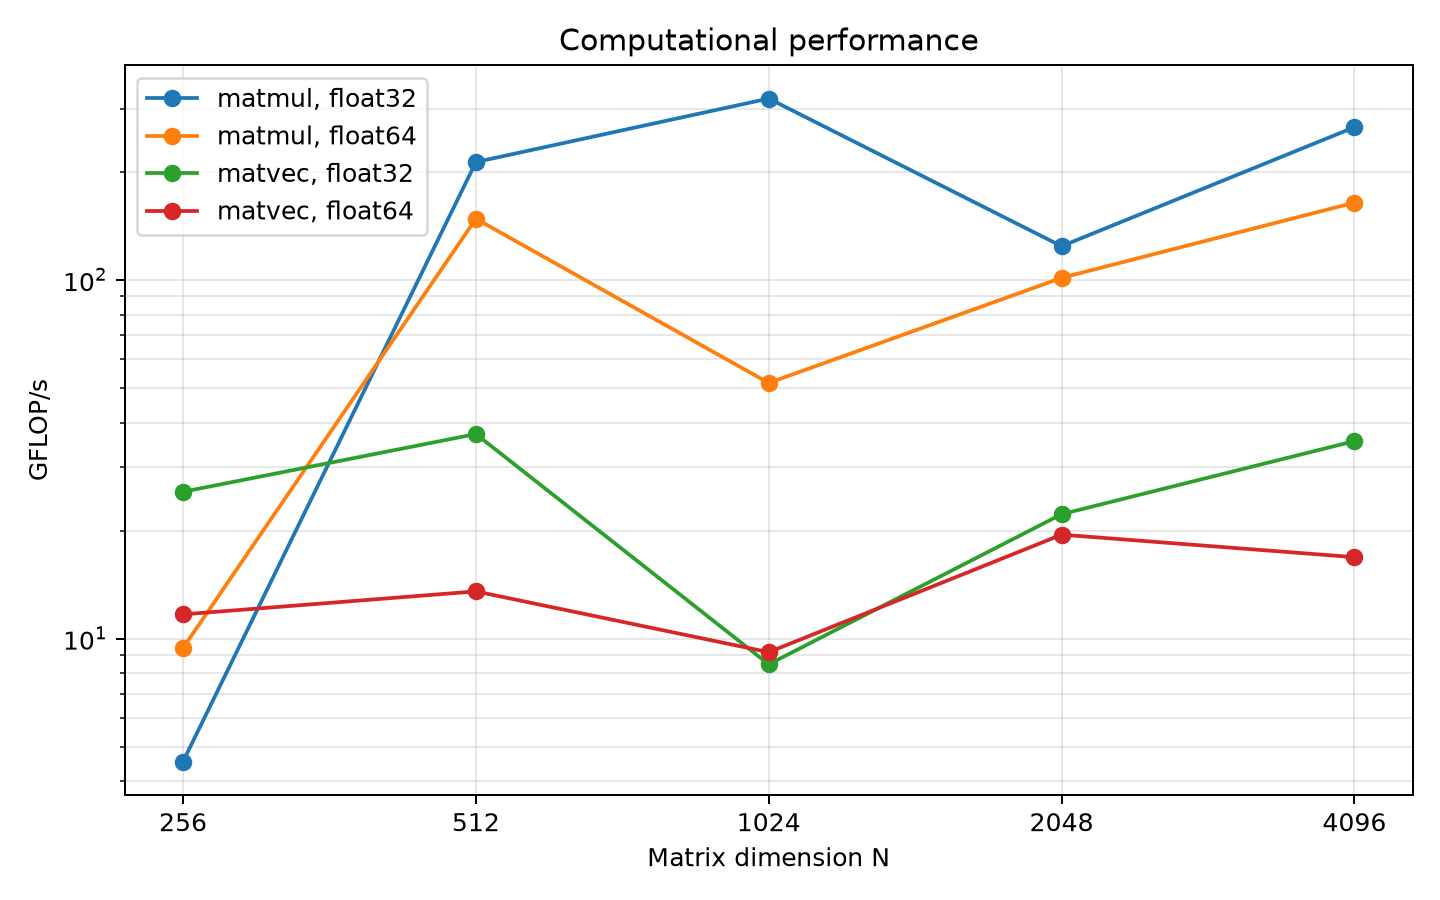 Computational performance
matmul, float32
matmul, float64
matvec, float32
matvec, float64
GFLOP/s
10²
10¹
256 512 1024 2048 4096
Matrix dimension N